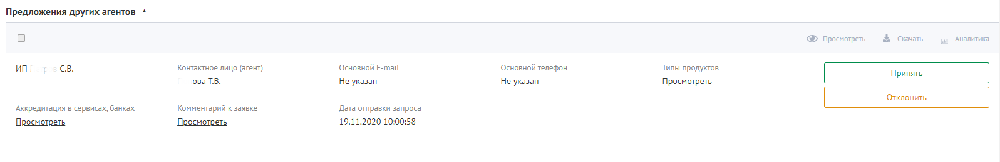 Предложения других агентов
Просмотреть Скачать Аналитика
ИП С.В.
Контактное лицо (агент)
ова Т.В.
Основной E-mail
Не указан
Основной телефон
Не указан
Типы продуктов
Просмотреть
Принять
Отклонить
Аккредитация в сервисах, банках
Просмотреть
Комментарий к заявке
Просмотреть
Дата отправки запроса
19.11.2020 10:00:58